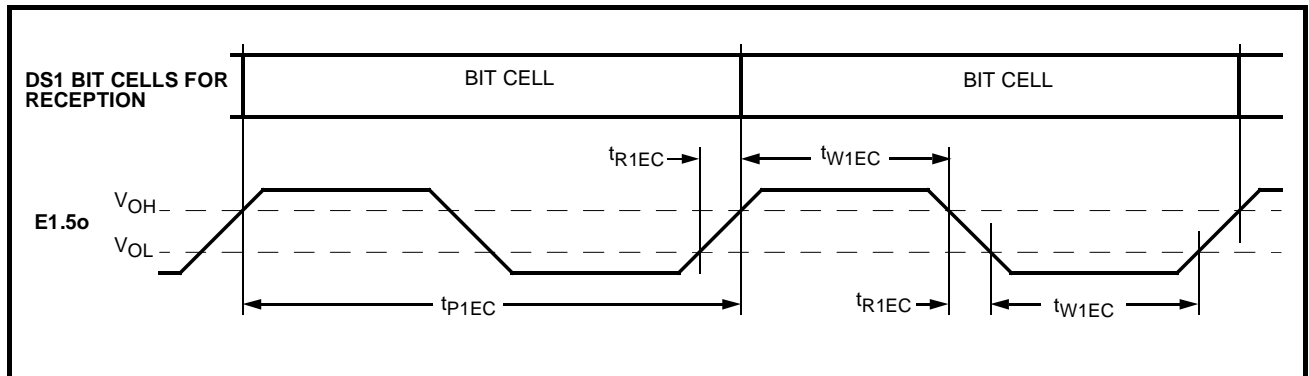 DS1 BIT CELLS FOR
RECEPTION
BIT CELL
BIT CELL
tR1EC
tW1EC
E1.5o
VOH
VOL
tP1EC
tR1EC
tW1EC